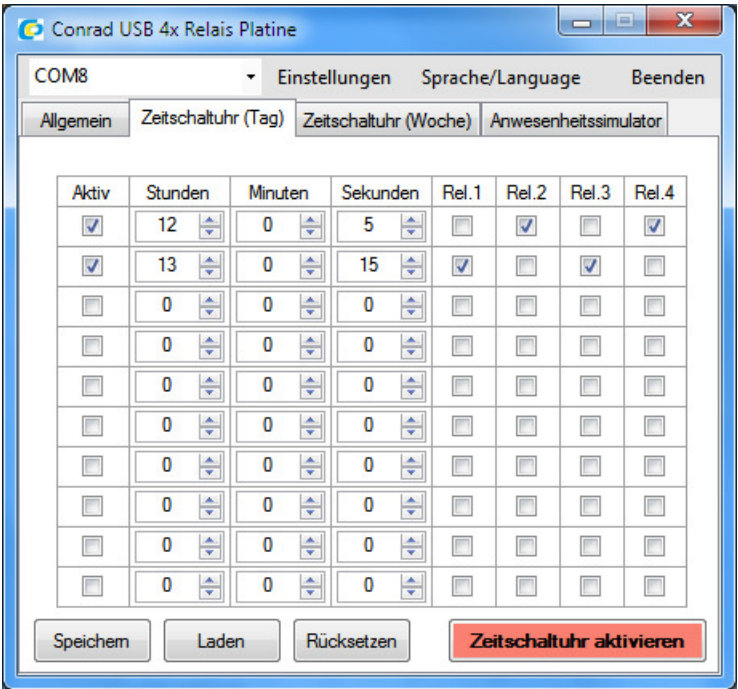 Conrad USB 4x Relais Platine
COM8 Einstellungen Sprache/Language Beenden
Allgemein Zeitschaltuhr (Tag) Zeitschaltuhr (Woche) Anwesenheitssimulator
Aktiv Stunden Minuten Sekunden Rel.1 Rel.2 Rel.3 Rel.4
12 0 5
13 0 15
0 0 0
0 0 0
0 0 0
0 0 0
0 0 0
0 0 0
0 0 0
0 0 0
Speichern Laden Rücksetzen Zeitschaltuhr aktivieren